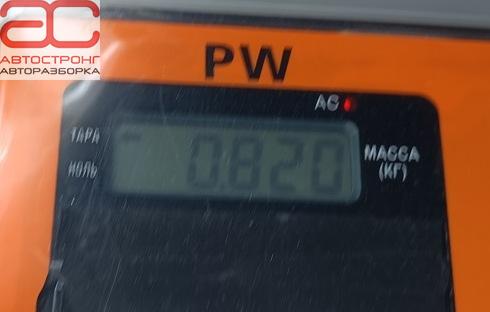 АС
АВТОСТРОНГ
АВТОРАЗБОРКА
PW
AC
ТАРА
НОЛЬ
0.820
МАССА
(КГ)